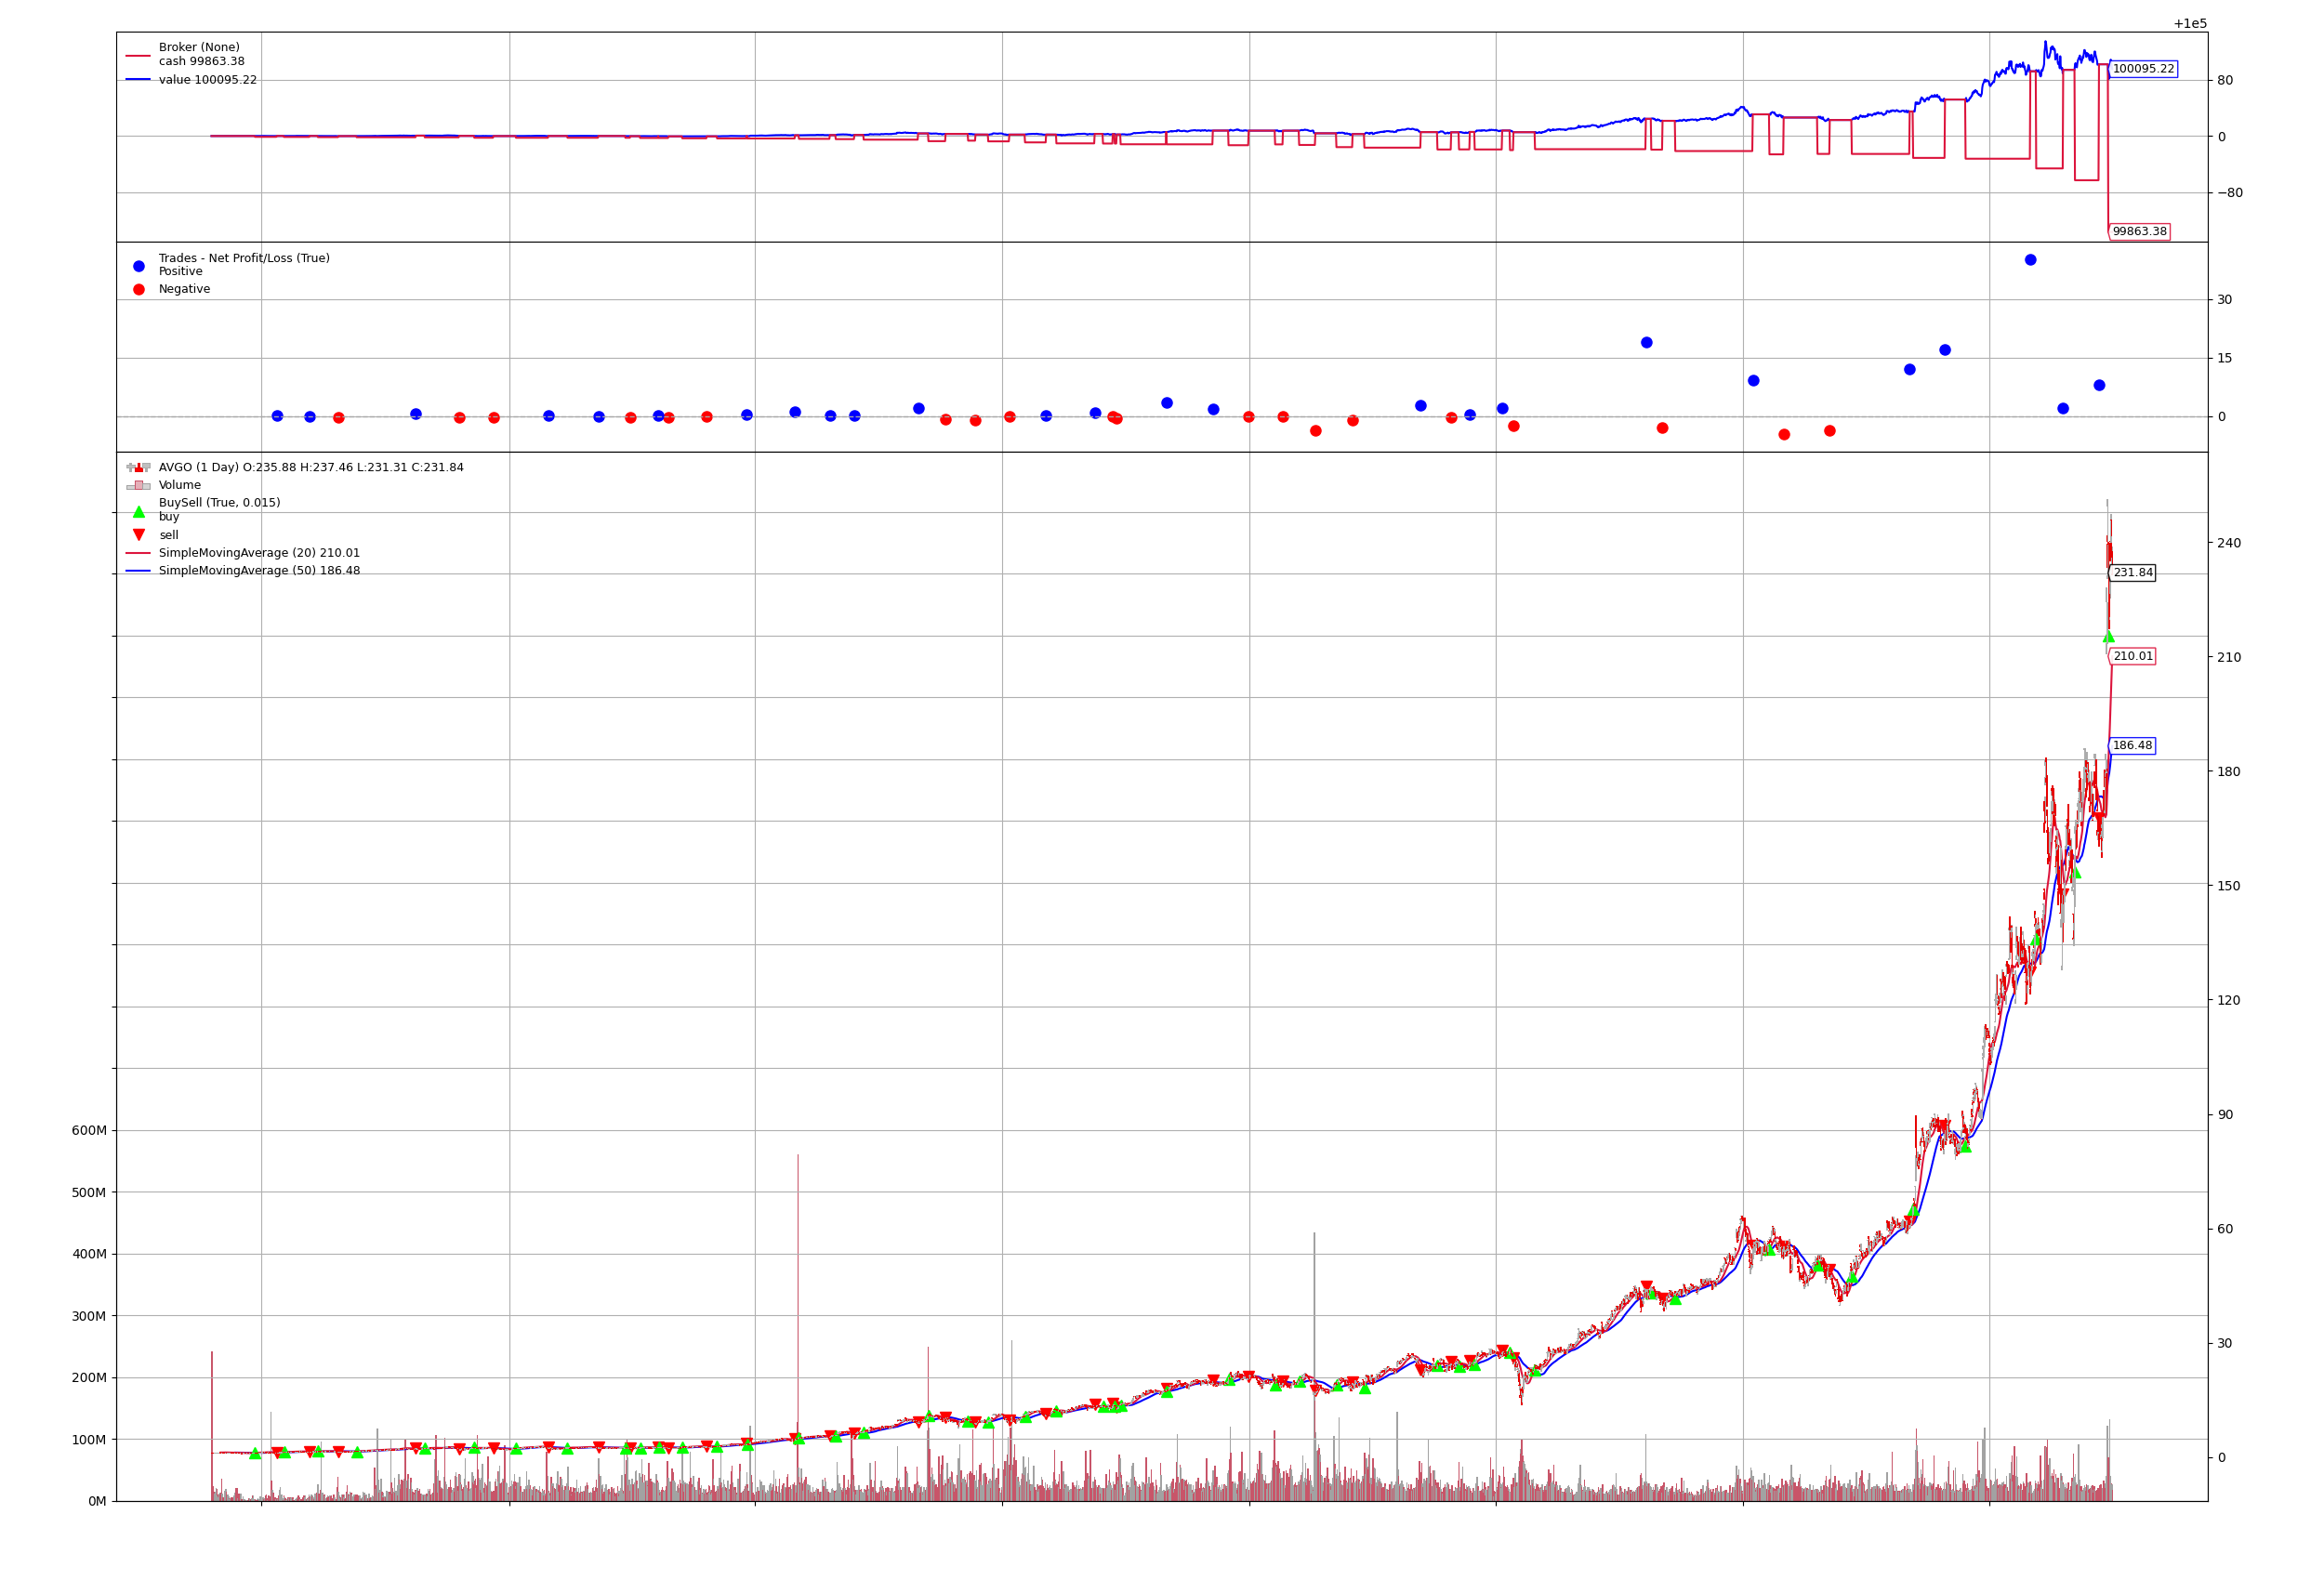 +1e5
Broker (None)
cash 99863.38
value 100095.22
100095.22
80
0
−80
99863.38
Trades - Net Profit/Loss (True)
Positive
Negative
30
15
0
AVGO (1 Day) O:235.88 H:237.46 L:231.31 C:231.84
Volume
BuySell (True, 0.015)
buy
sell
SimpleMovingAverage (20) 210.01
SimpleMovingAverage (50) 186.48
240
231.84
210
210.01
186.48
180
150
120
90
60
30
0
600M
500M
400M
300M
200M
100M
0M